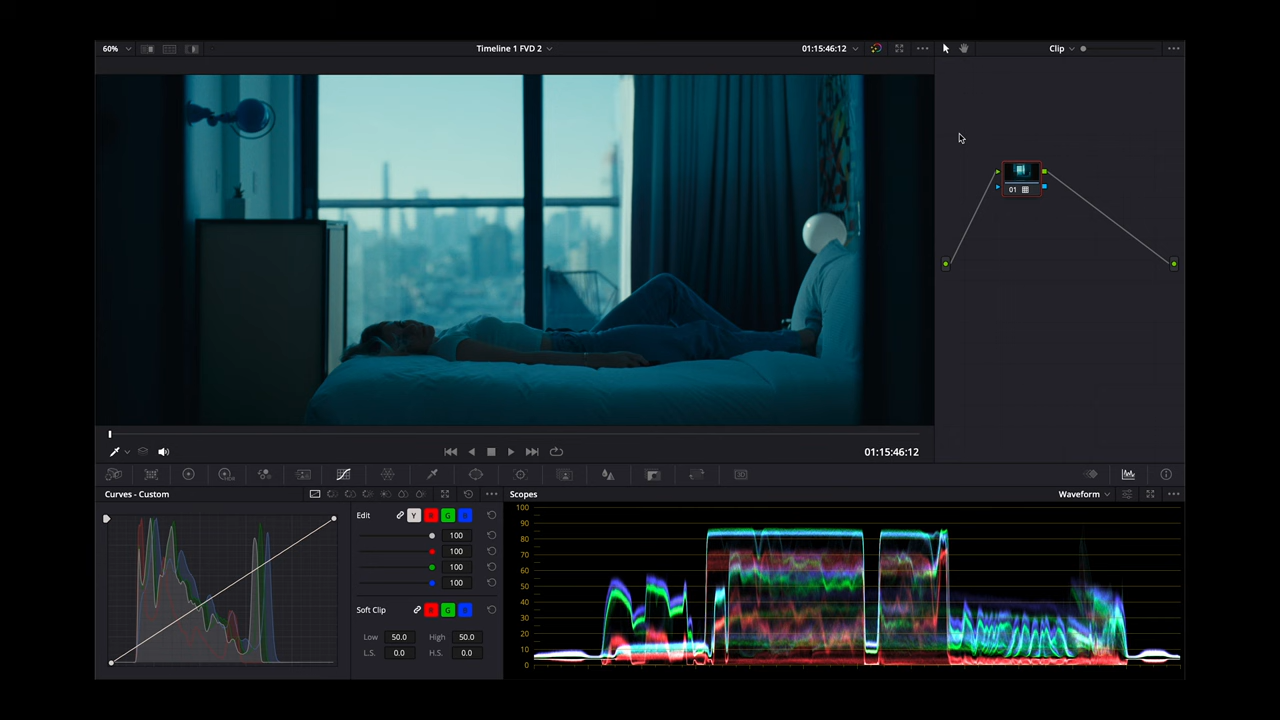 60%
Timeline 1 FVD 2
01:15:46:12
Clip
01
01:15:46:12
Curves - Custom
Edit
Y
R
G
B
100
100
100
100
Soft Clip
R
G
B
Low
50.0
High
50.0
L.S.
0.0
H.S.
0.0
Scopes
Waveform
100
90
80
70
60
50
40
30
20
10
0